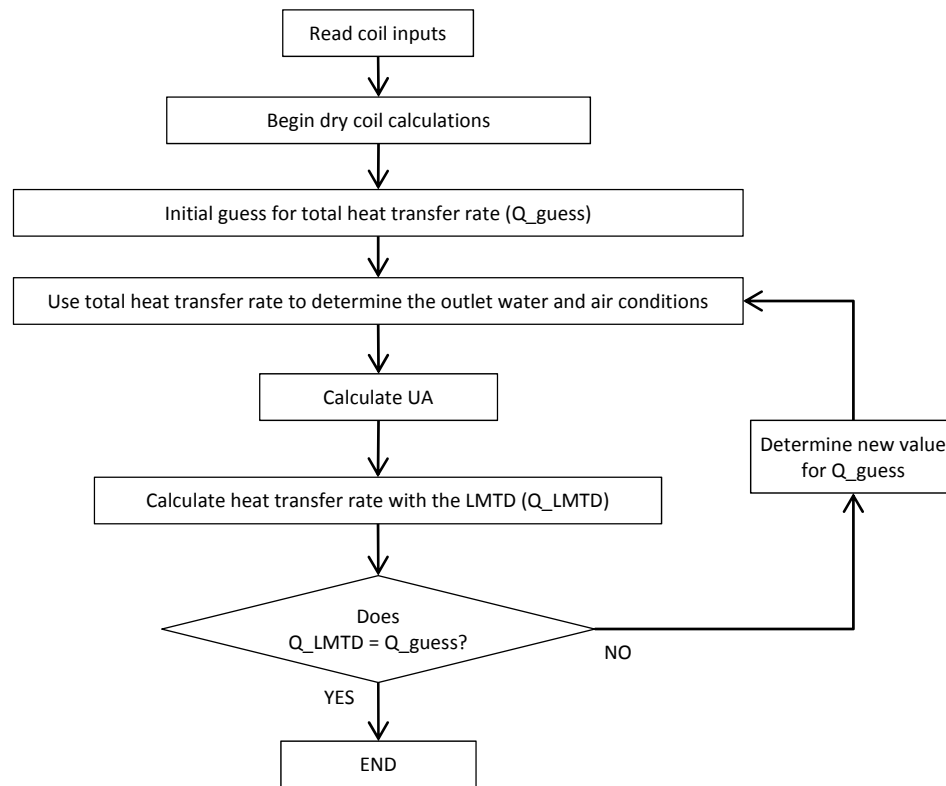 Read coil inputs
Begin dry coil calculations
Initial guess for total heat transfer rate (Q_guess)
Use total heat transfer rate to determine the outlet water and air conditions
Calculate UA
Determine new value
for Q_guess
Calculate heat transfer rate with the LMTD (Q_LMTD)
Does
Q_LMTD = Q_guess?
NO
YES
END